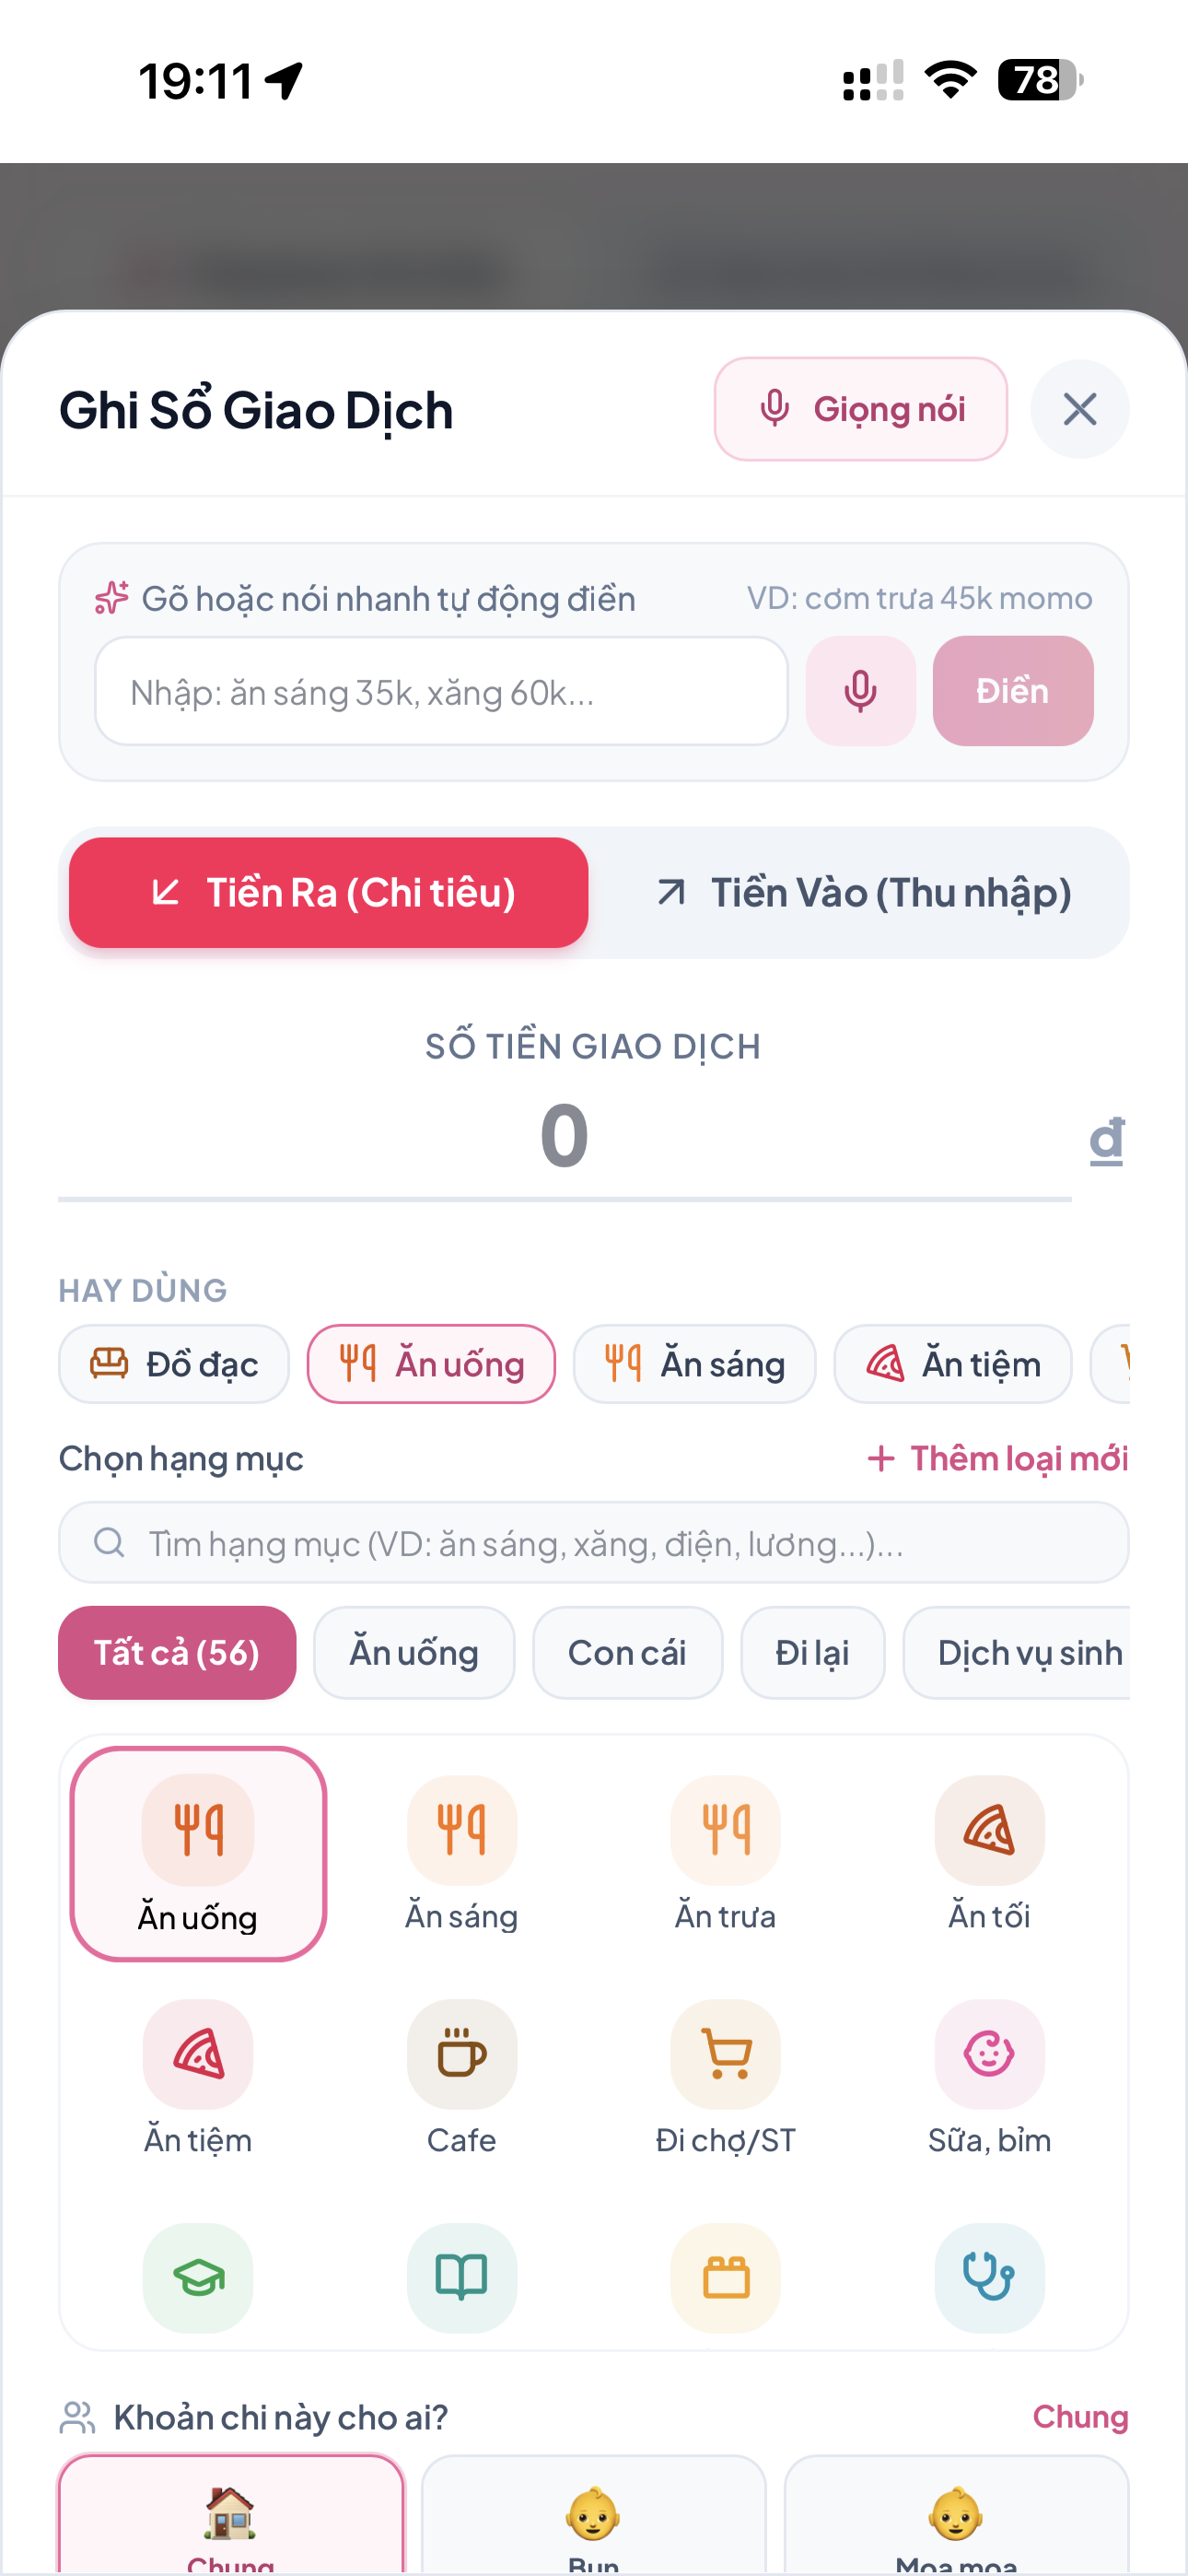 19:11
78
Ghi Sổ Giao Dịch
Giọng nói
Gõ hoặc nói nhanh tự động điền
VD: cơm trưa 45k momo
Nhập: ăn sáng 35k, xăng 60k...
Điền
Tiền Ra (Chi tiêu)
Tiền Vào (Thu nhập)
SỐ TIỀN GIAO DỊCH
0
đ
HAY DÙNG
Đồ đạc
Ăn uống
Ăn sáng
Ăn tiệm
Chọn hạng mục
+ Thêm loại mới
Tìm hạng mục (VD: ăn sáng, xăng, điện, lương...)...
Tất cả (56)
Ăn uống
Con cái
Đi lại
Dịch vụ sinh
Ăn uống
Ăn sáng
Ăn trưa
Ăn tối
Ăn tiệm
Cafe
Đi chợ/ST
Sữa, bỉm
Khoản chi này cho ai?
Chung
Chung
Bun
Moa moa